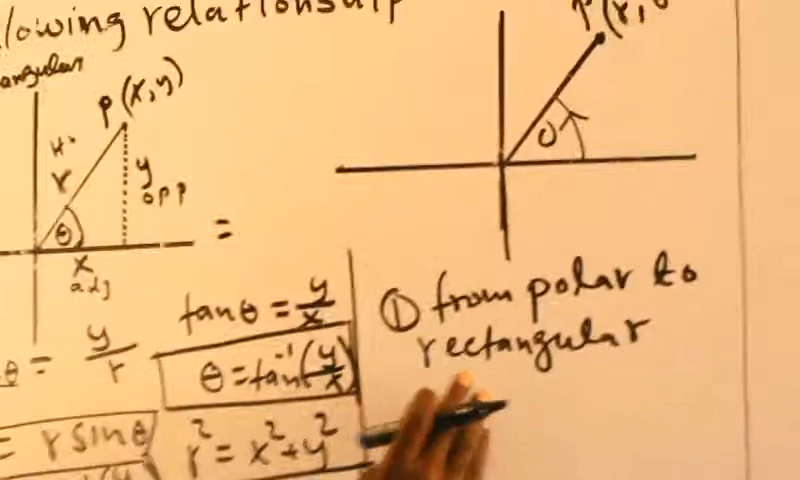 lowing relationship
angular
P(x,y)
H.
r
y
opp
θ
x
adj
=
P(r,
θ
tanθ = y/x
θ = y/r
θ = tan⁻¹(y/x)
= r sinθ
r² = x² + y²
① from polar to
rectangular